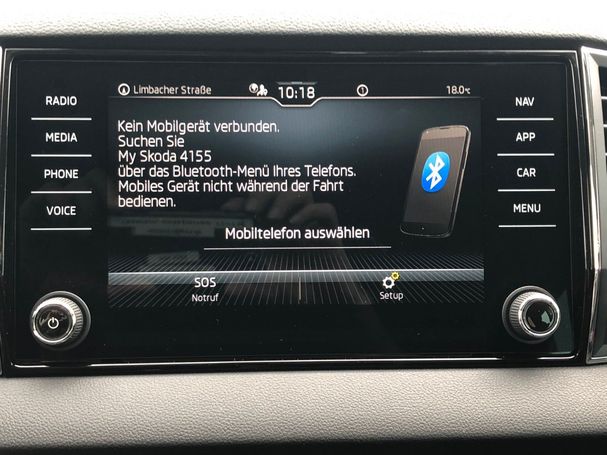 Limbacher Straße 10:18 1 18.0°C
RADIO
MEDIA
PHONE
VOICE
Kein Mobilgerät verbunden.
Suchen Sie
My Skoda 4155
über das Bluetooth-Menü Ihres Telefons.
Mobiles Gerät nicht während der Fahrt
bedienen.
Mobiltelefon auswählen
SOS
Notruf
Setup
NAV
APP
CAR
MENU